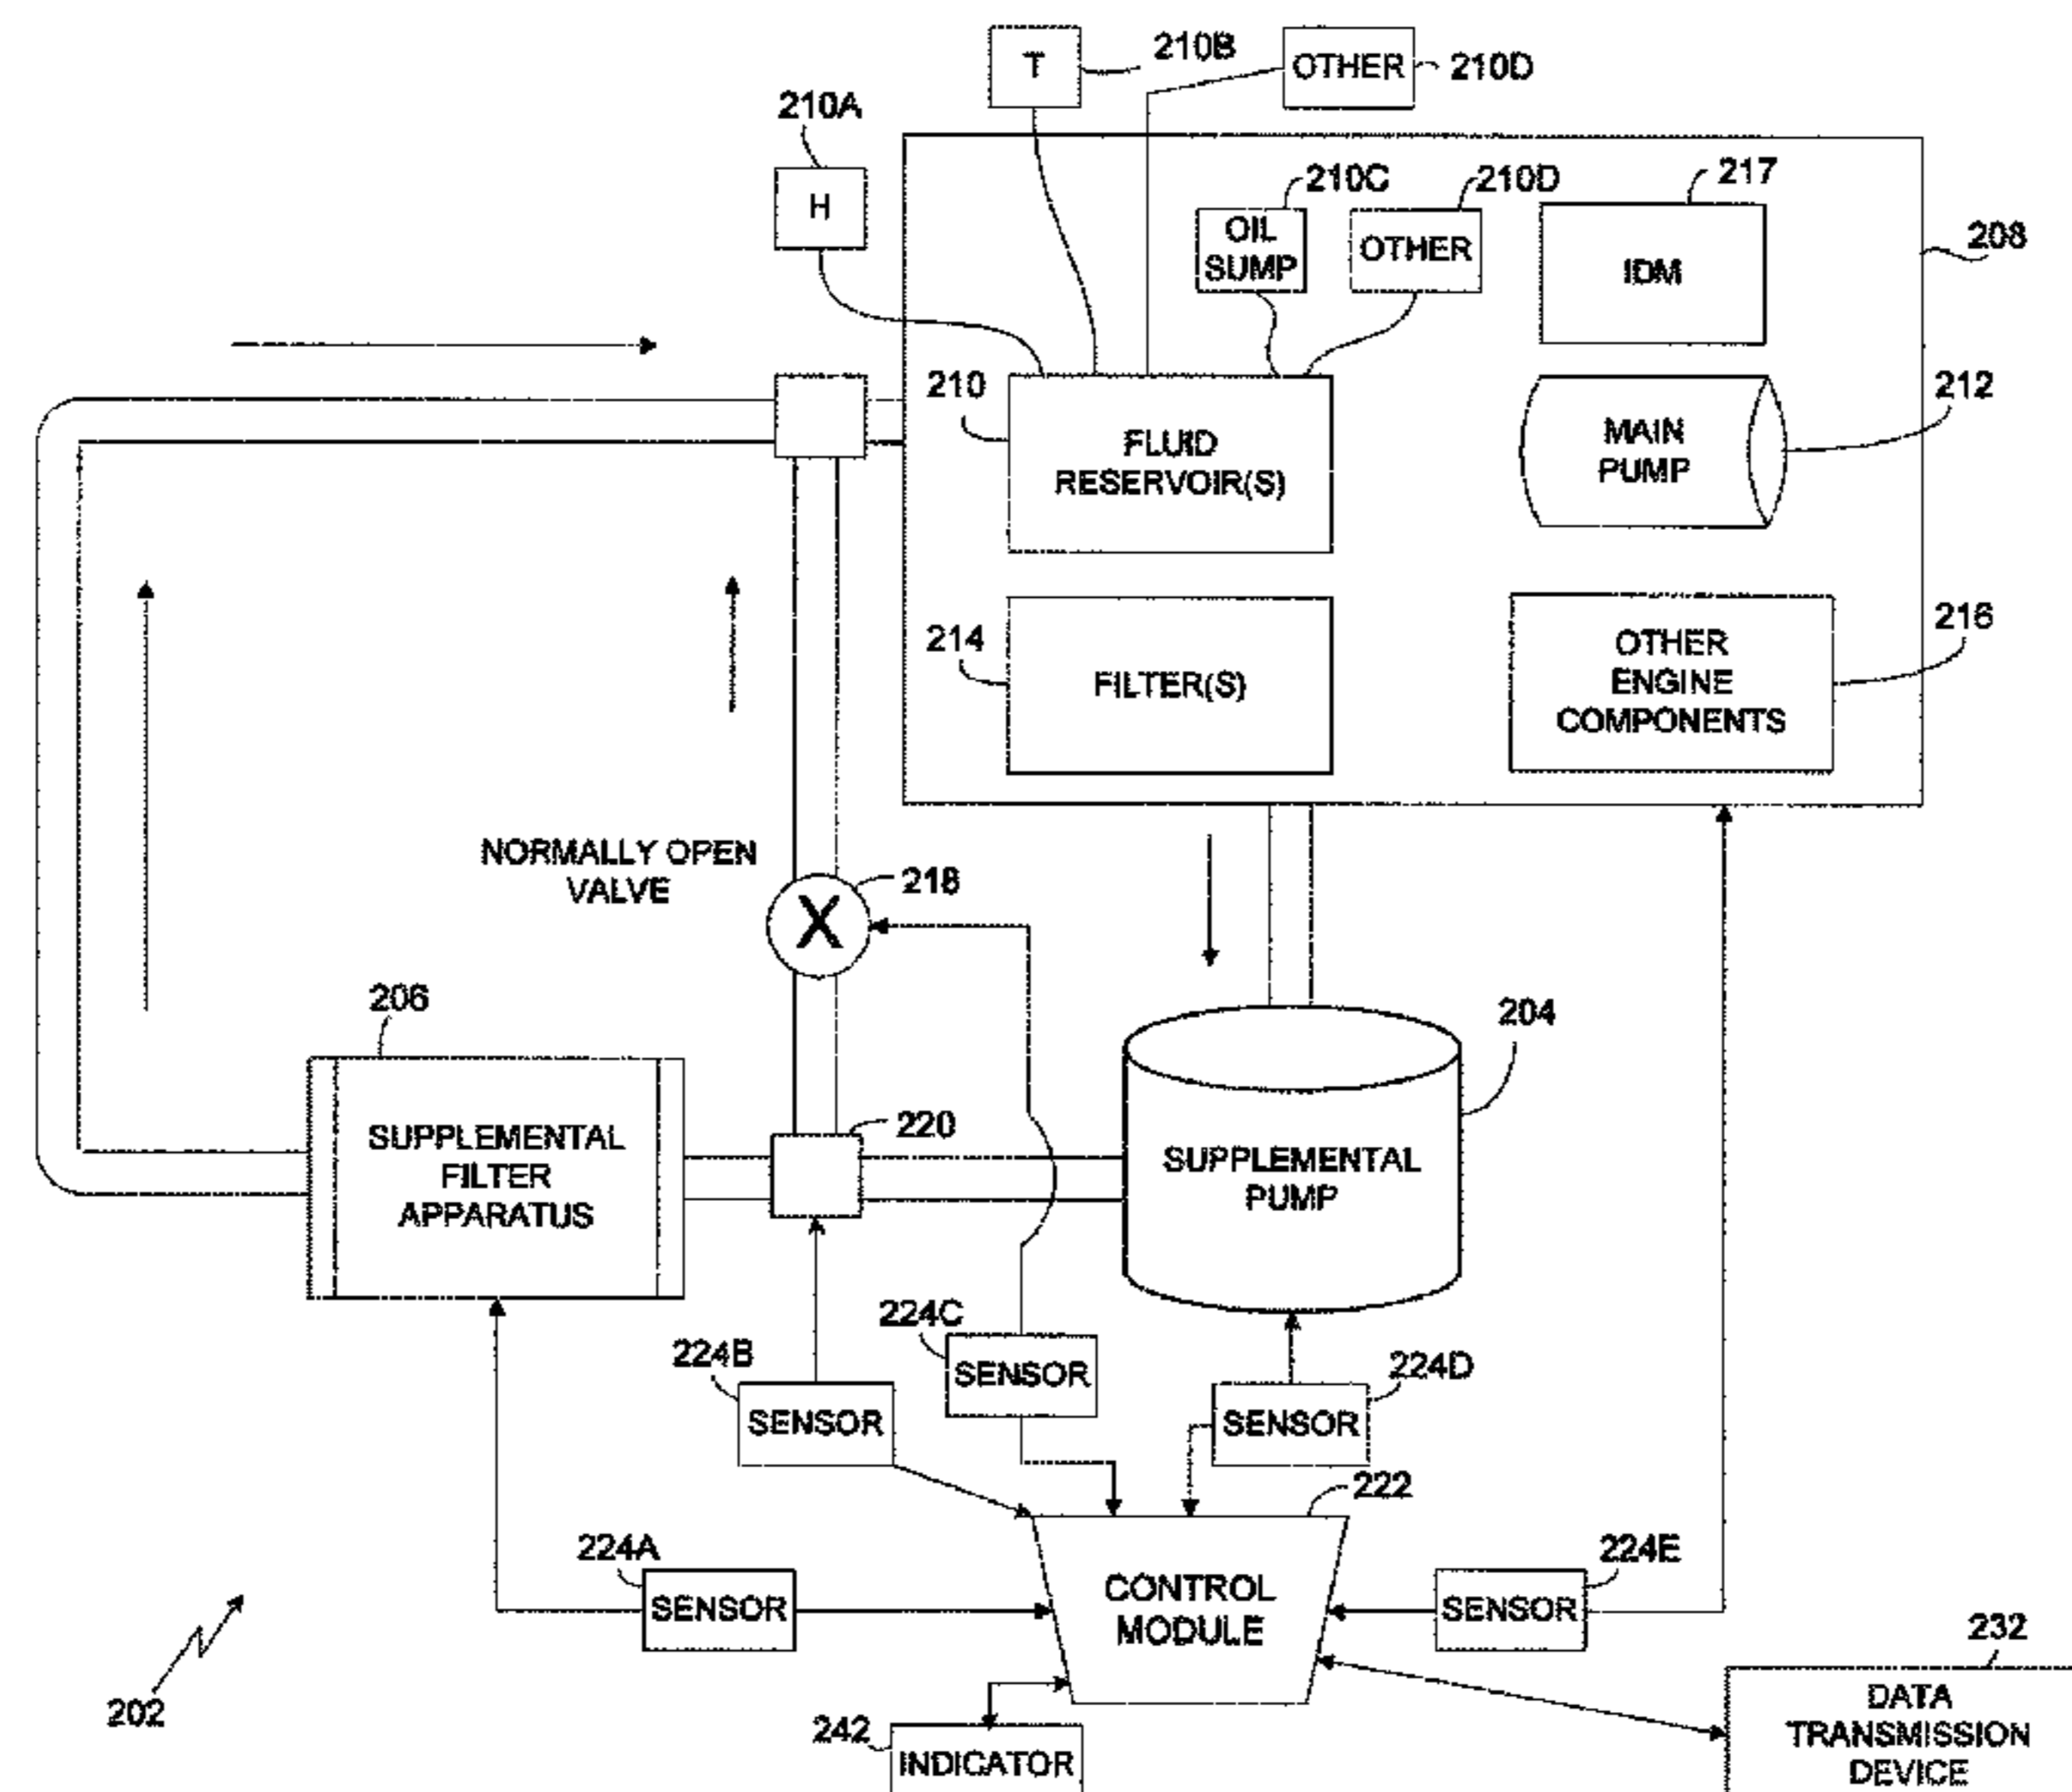 T
210B
OTHER
210D
210A
H
210C
210D
217
OIL
SUMP
OTHER
IDM
208
210
FLUID
RESERVOIR(S)
MAIN
PUMP
212
214
FILTER(S)
OTHER
ENGINE
COMPONENTS
216
NORMALLY OPEN
VALVE
218
X
206
204
SUPPLEMENTAL
FILTER
APPARATUS
220
SUPPLEMENTAL
PUMP
224B
SENSOR
224C
SENSOR
224D
SENSOR
222
224A
SENSOR
CONTROL
MODULE
224E
SENSOR
202
242
INDICATOR
232
DATA
TRANSMISSION
DEVICE